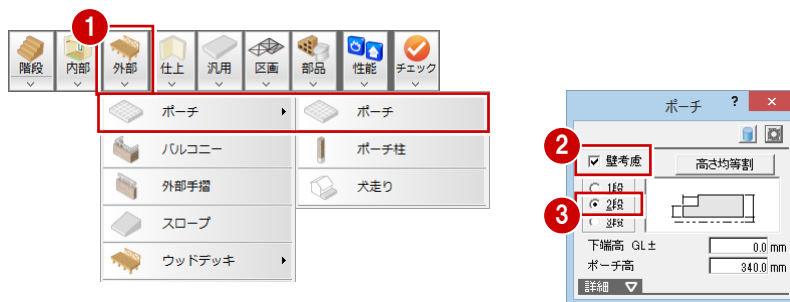 1
階段 内部 外部 仕上 汎用 区画 部品 性能 チェック
ポーチ ポーチ
バルコニー ポーチ柱
外部手摺 犬走り
スロープ
ウッドデッキ
ポーチ ? ×
2
壁考慮 高さ均等割
1段
3
2段
3段
下端高 GL± 0.0 mm
ポーチ高 340.0 mm
詳細 ▽